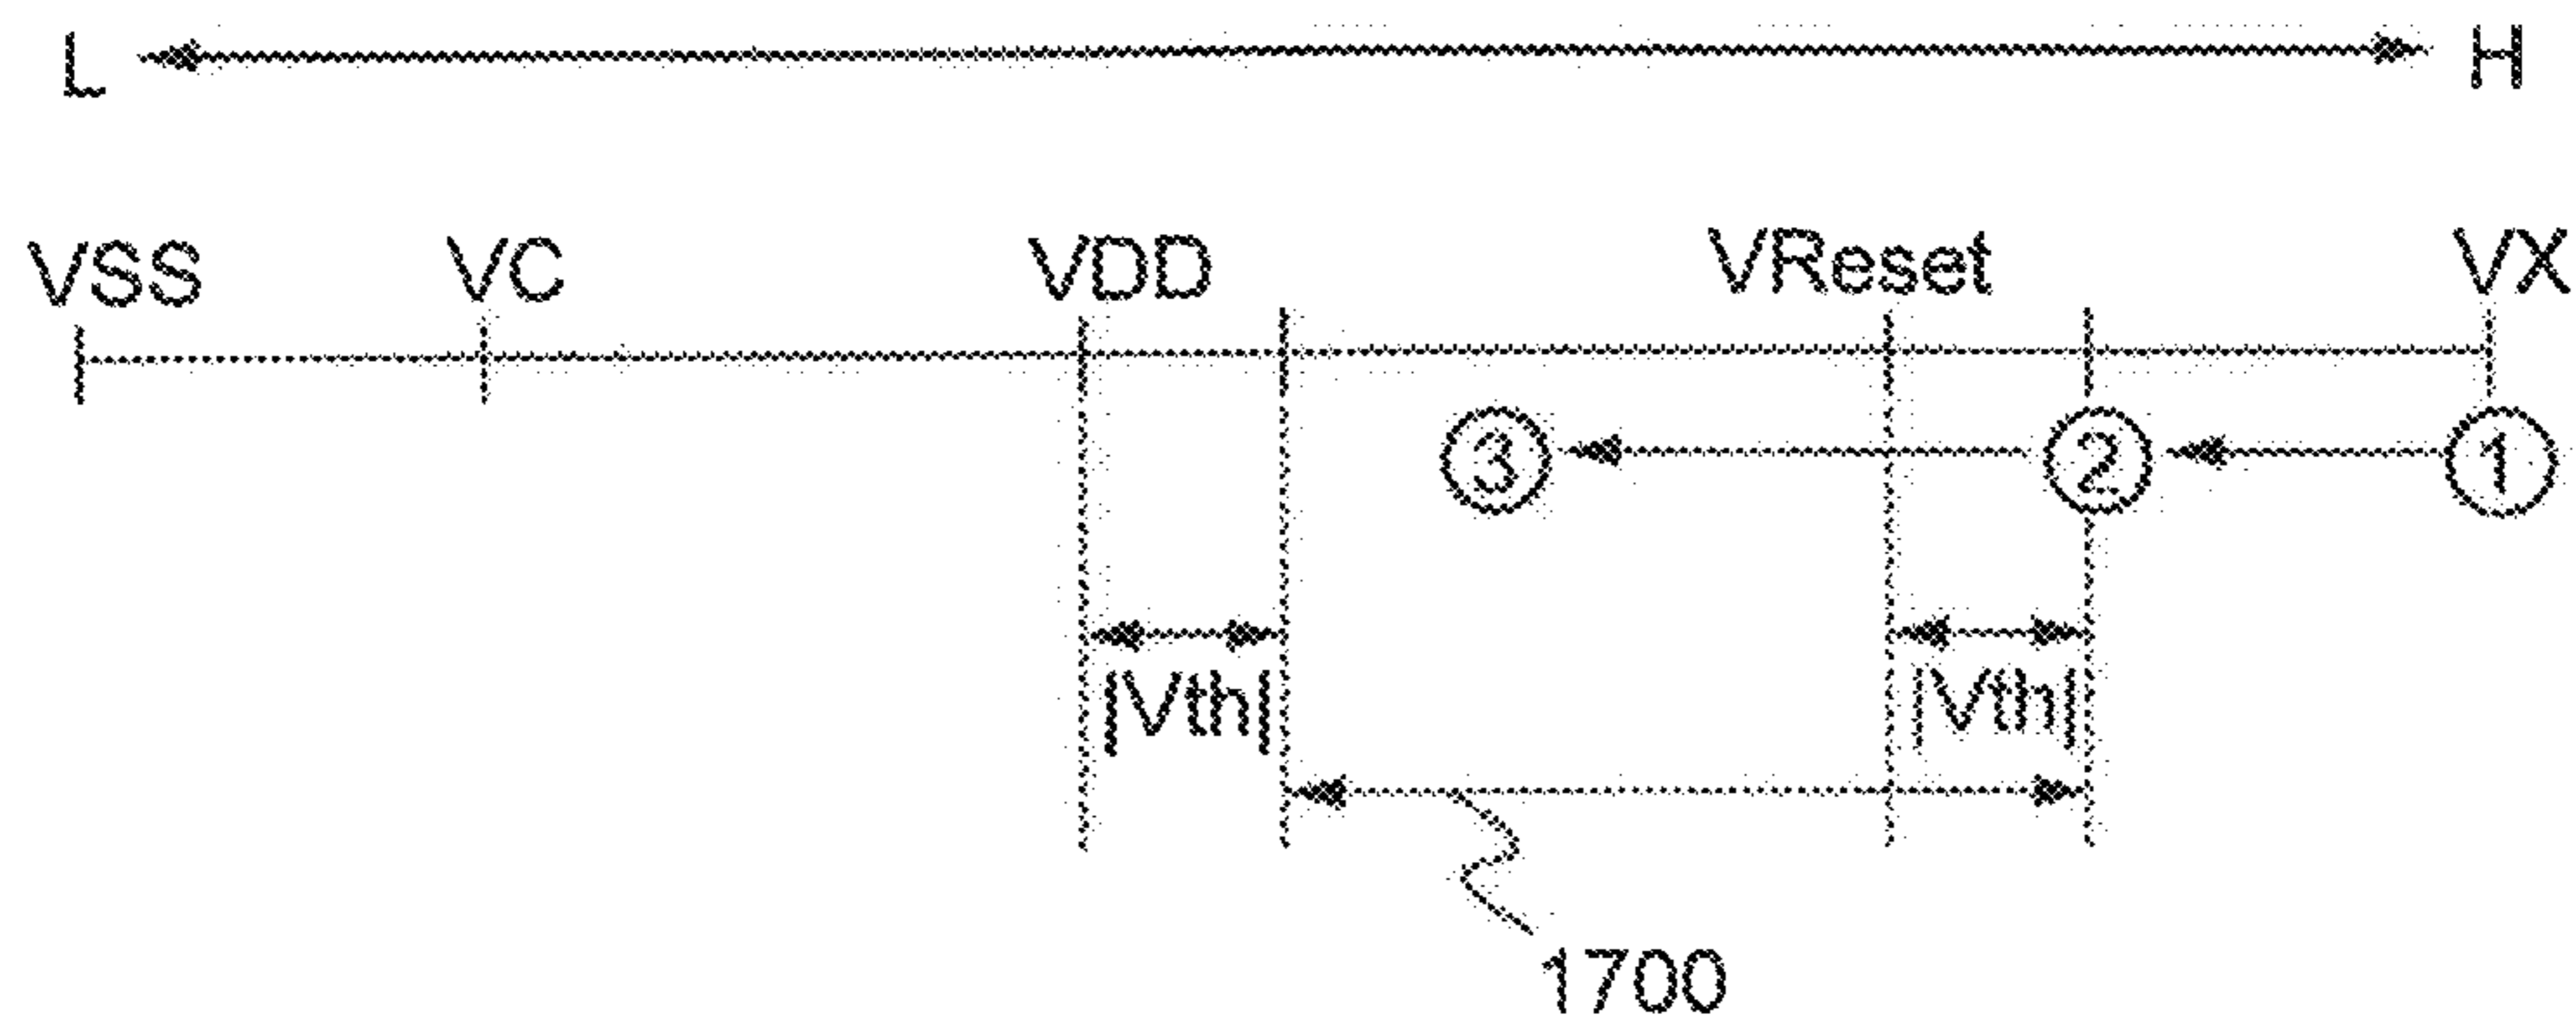 L H
VSS VC VDD VReset VX
③ ② ①
|Vth| |Vth|
1700